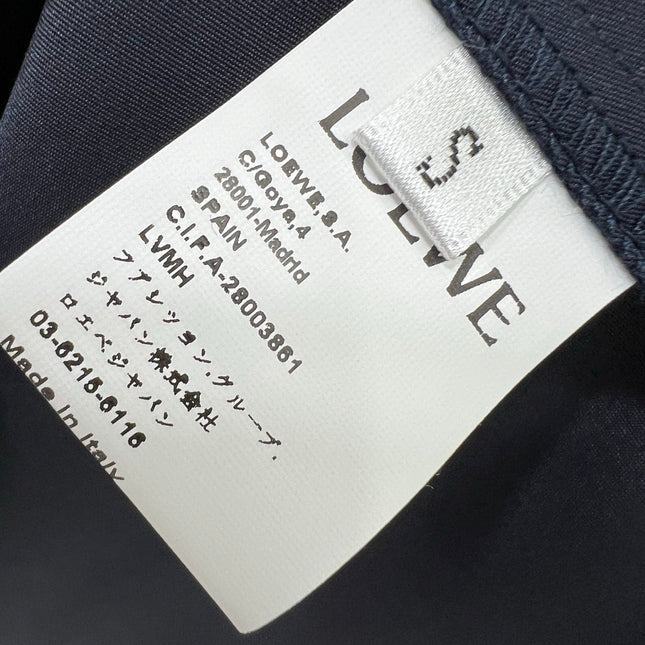 LOEWE
S
LOEWE,S.A.
C/Goya,4
28001-Madrid
SPAIN
C.I.F.A-28003861
LVMH
ファッション.グループ.
ジャパン株式会社
ロエベジャパン
03-6215-6116
Made in Italy